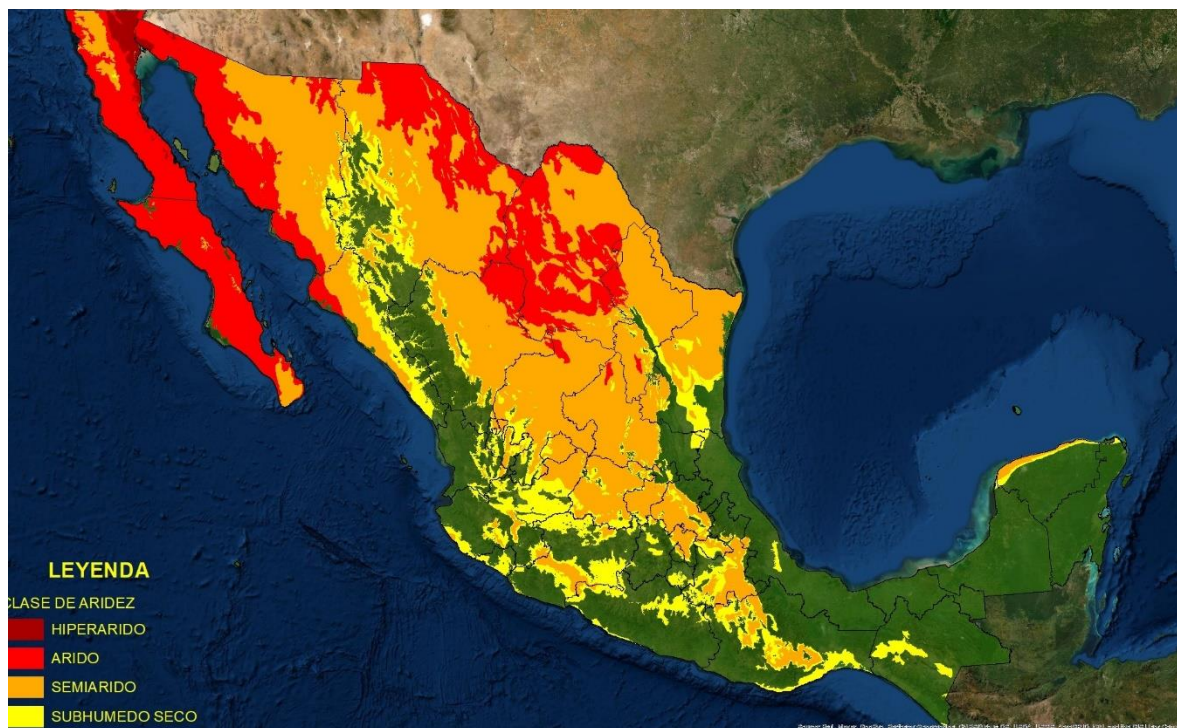 LEYENDA
CLASE DE ARIDEZ
HIPERARIDO
ARIDO
SEMIARIDO
SUBHUMEDO SECO